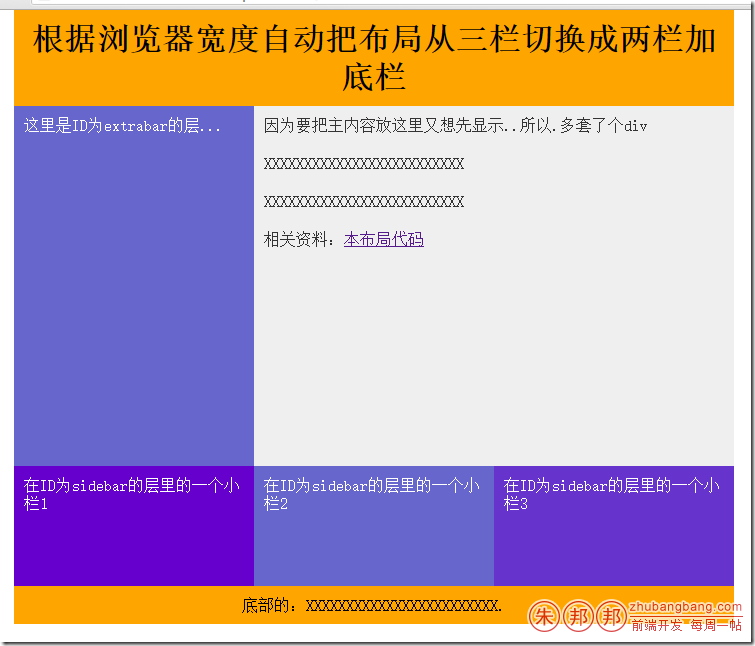 根据浏览器宽度自动把布局从三栏切换成两栏加
底栏
这里是ID为extrabar的层...
因为要把主内容放这里又想先显示..所以.多套了个div
XXXXXXXXXXXXXXXXXXXXXXXXX
XXXXXXXXXXXXXXXXXXXXXXXXX
相关资料：本布局代码
在ID为sidebar的层里的一个小
栏1
在ID为sidebar的层里的一个小
栏2
在ID为sidebar的层里的一个小
栏3
底部的：XXXXXXXXXXXXXXXXXXXXXXXX.
朱邦邦
zhubangbang.com
前端开发 每周一帖